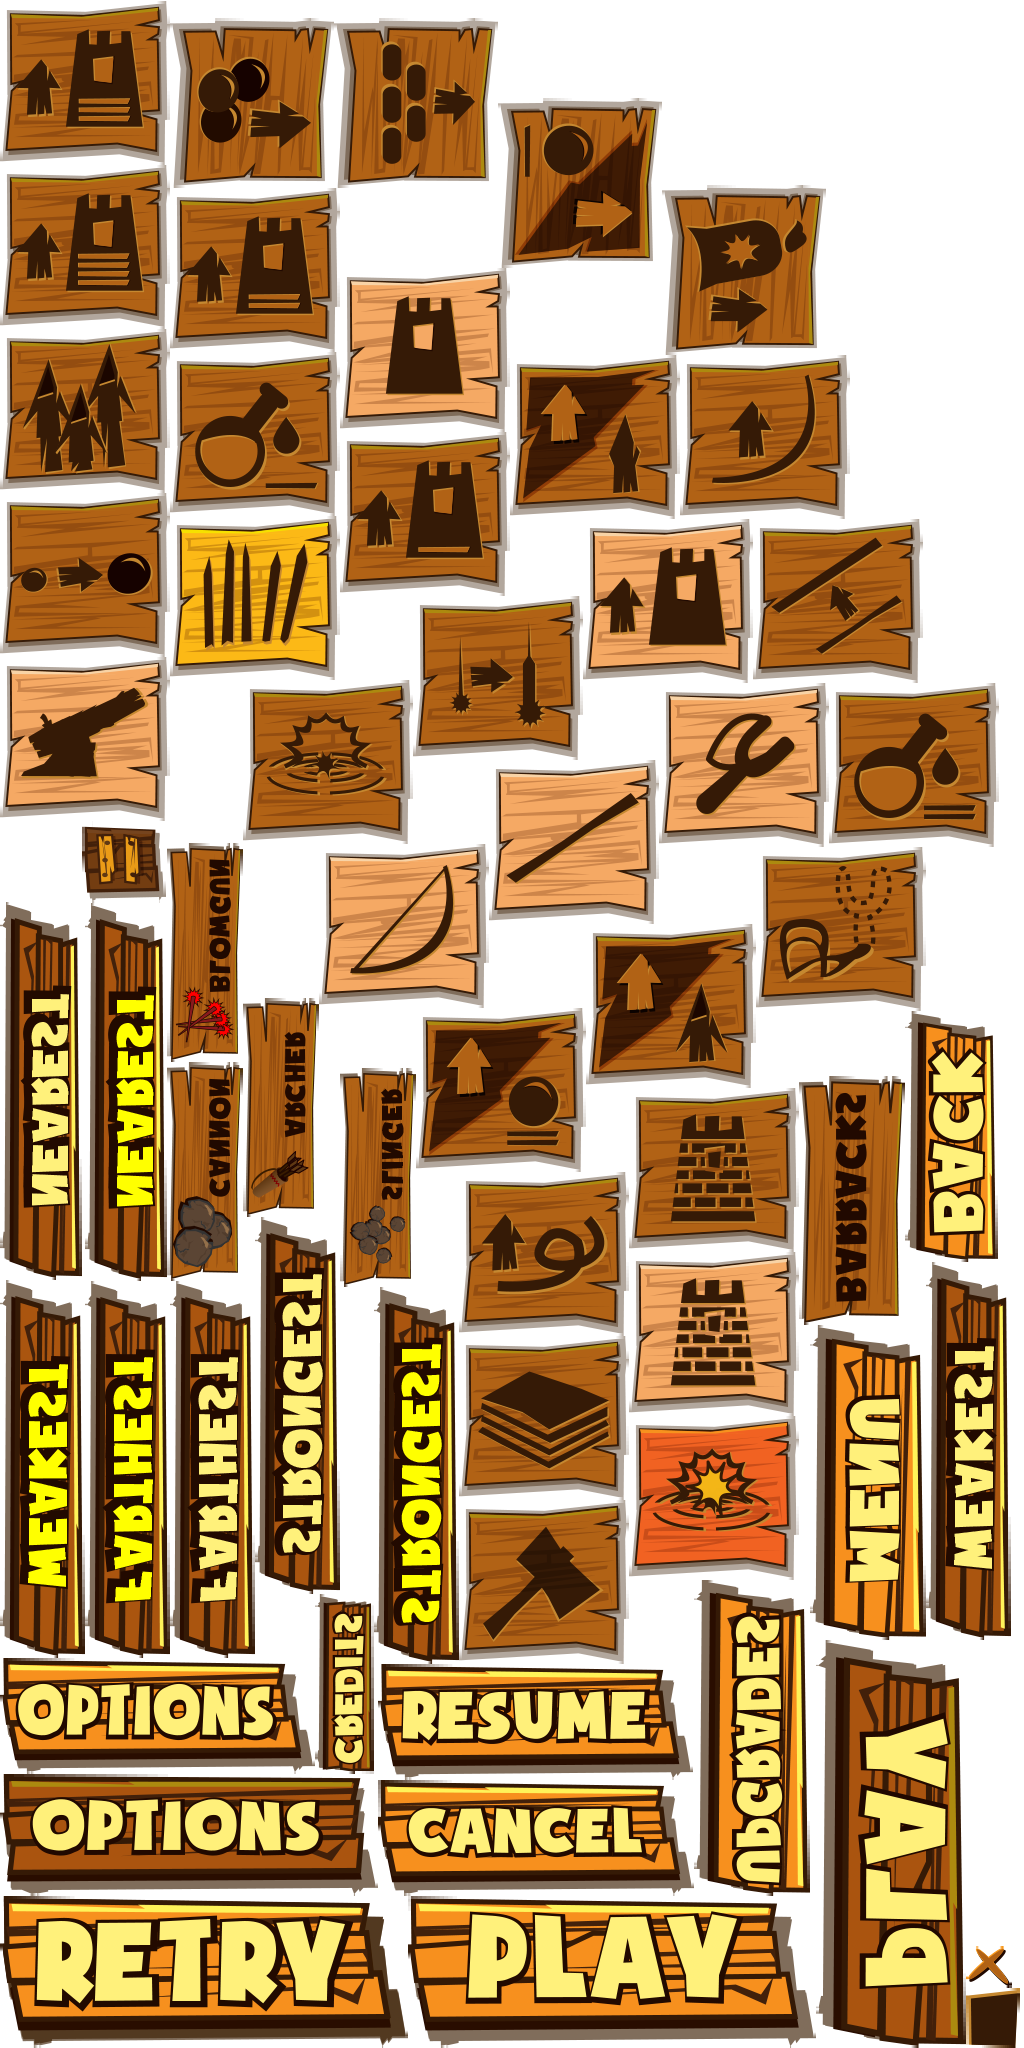 BLOMGUN
NEAREST
NEAREST
ARCHER
CANNON
SLINGER
BACK
BARRACKS
STRONGEST
STRONGEST
WEAKEST
FARTHEST
FARTHEST
MENU
WEAKEST
CREDITS
UPGRADES
OPTIONS
RESUME
OPTIONS
CANCEL
PLAY
RETRY
PLAY